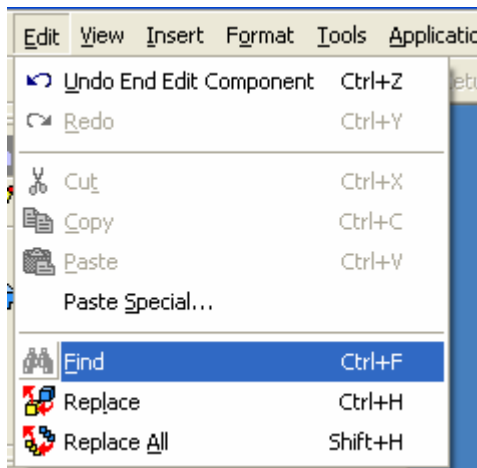 Edit View Insert Format Tools Applicatio
Undo End Edit Component Ctrl+Z
Redo Ctrl+Y
Cut Ctrl+X
Copy Ctrl+C
Paste Ctrl+V
Paste Special...
Find Ctrl+F
Replace Ctrl+H
Replace All Shift+H